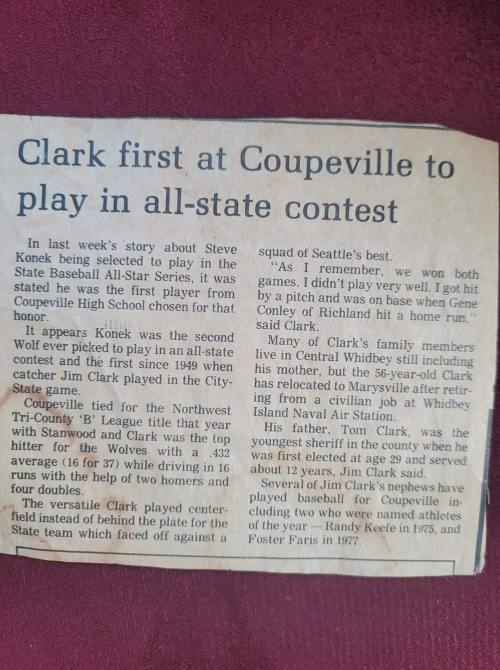 Clark first at Coupeville to
play in all-state contest
In last week's story about Steve
Konek being selected to play in the
State Baseball All-Star Series, it was
stated he was the first player from
Coupeville High School chosen for that
honor.
It appears Konek was the second
Wolf ever picked to play in an all-state
contest and the first since 1949 when
catcher Jim Clark played in the City-
State game.
Coupeville tied for the Northwest
Tri-County 'B' League title that year
with Stanwood and Clark was the top
hitter for the Wolves with a .432
average (16 for 37) while driving in 16
runs with the help of two homers and
four doubles.
The versatile Clark played center-
field instead of behind the plate for the
State team which faced off against a
squad of Seattle's best.
"As I remember, we won both
games. I didn't play very well. I got hit
by a pitch and was on base when Gene
Conley of Richland hit a home run,"
said Clark.
Many of Clark's family members
live in Central Whidbey still including
his mother, but the 56-year-old Clark
has relocated to Marysville after retir-
ing from a civilian job at Whidbey
Island Naval Air Station.
His father, Tom Clark, was the
youngest sheriff in the county when he
was first elected at age 29 and served
about 12 years, Jim Clark said.
Several of Jim Clark's nephews have
played baseball for Coupeville in-
cluding two who were named athletes
of the year — Randy Keefe in 1975, and
Foster Faris in 1977.